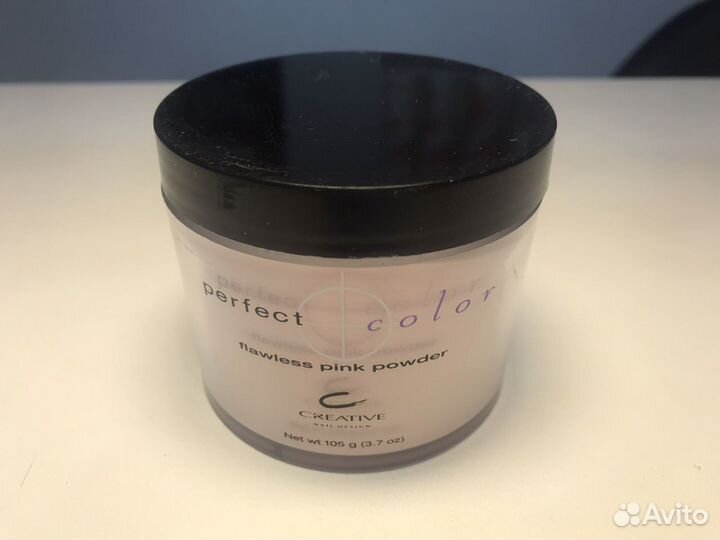 perfect color
flawless pink powder
CREATIVE
NAIL DESIGN
Net wt 105 g (3.7 oz)
Avito